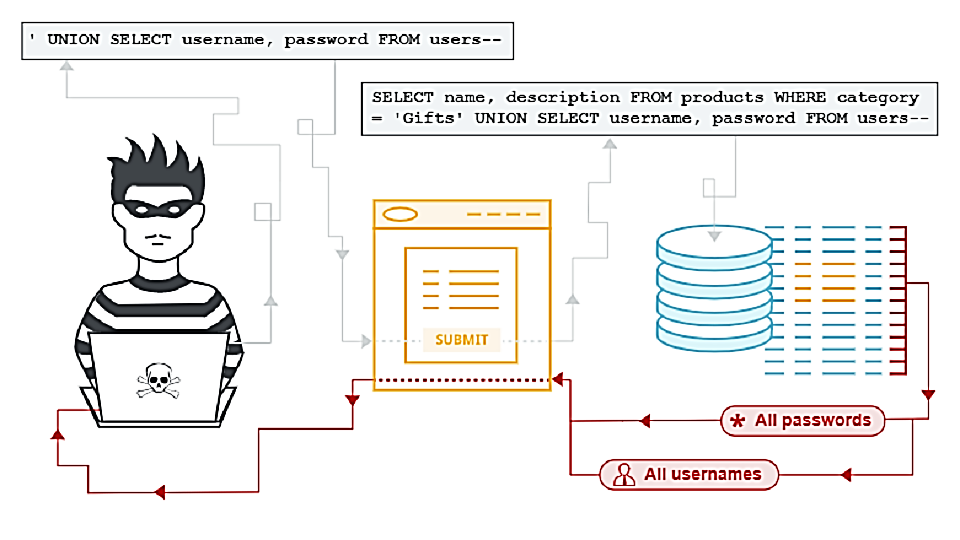 ' UNION SELECT username, password FROM users--
SELECT name, description FROM products WHERE category
= 'Gifts' UNION SELECT username, password FROM users--
SUBMIT
* All passwords
All usernames